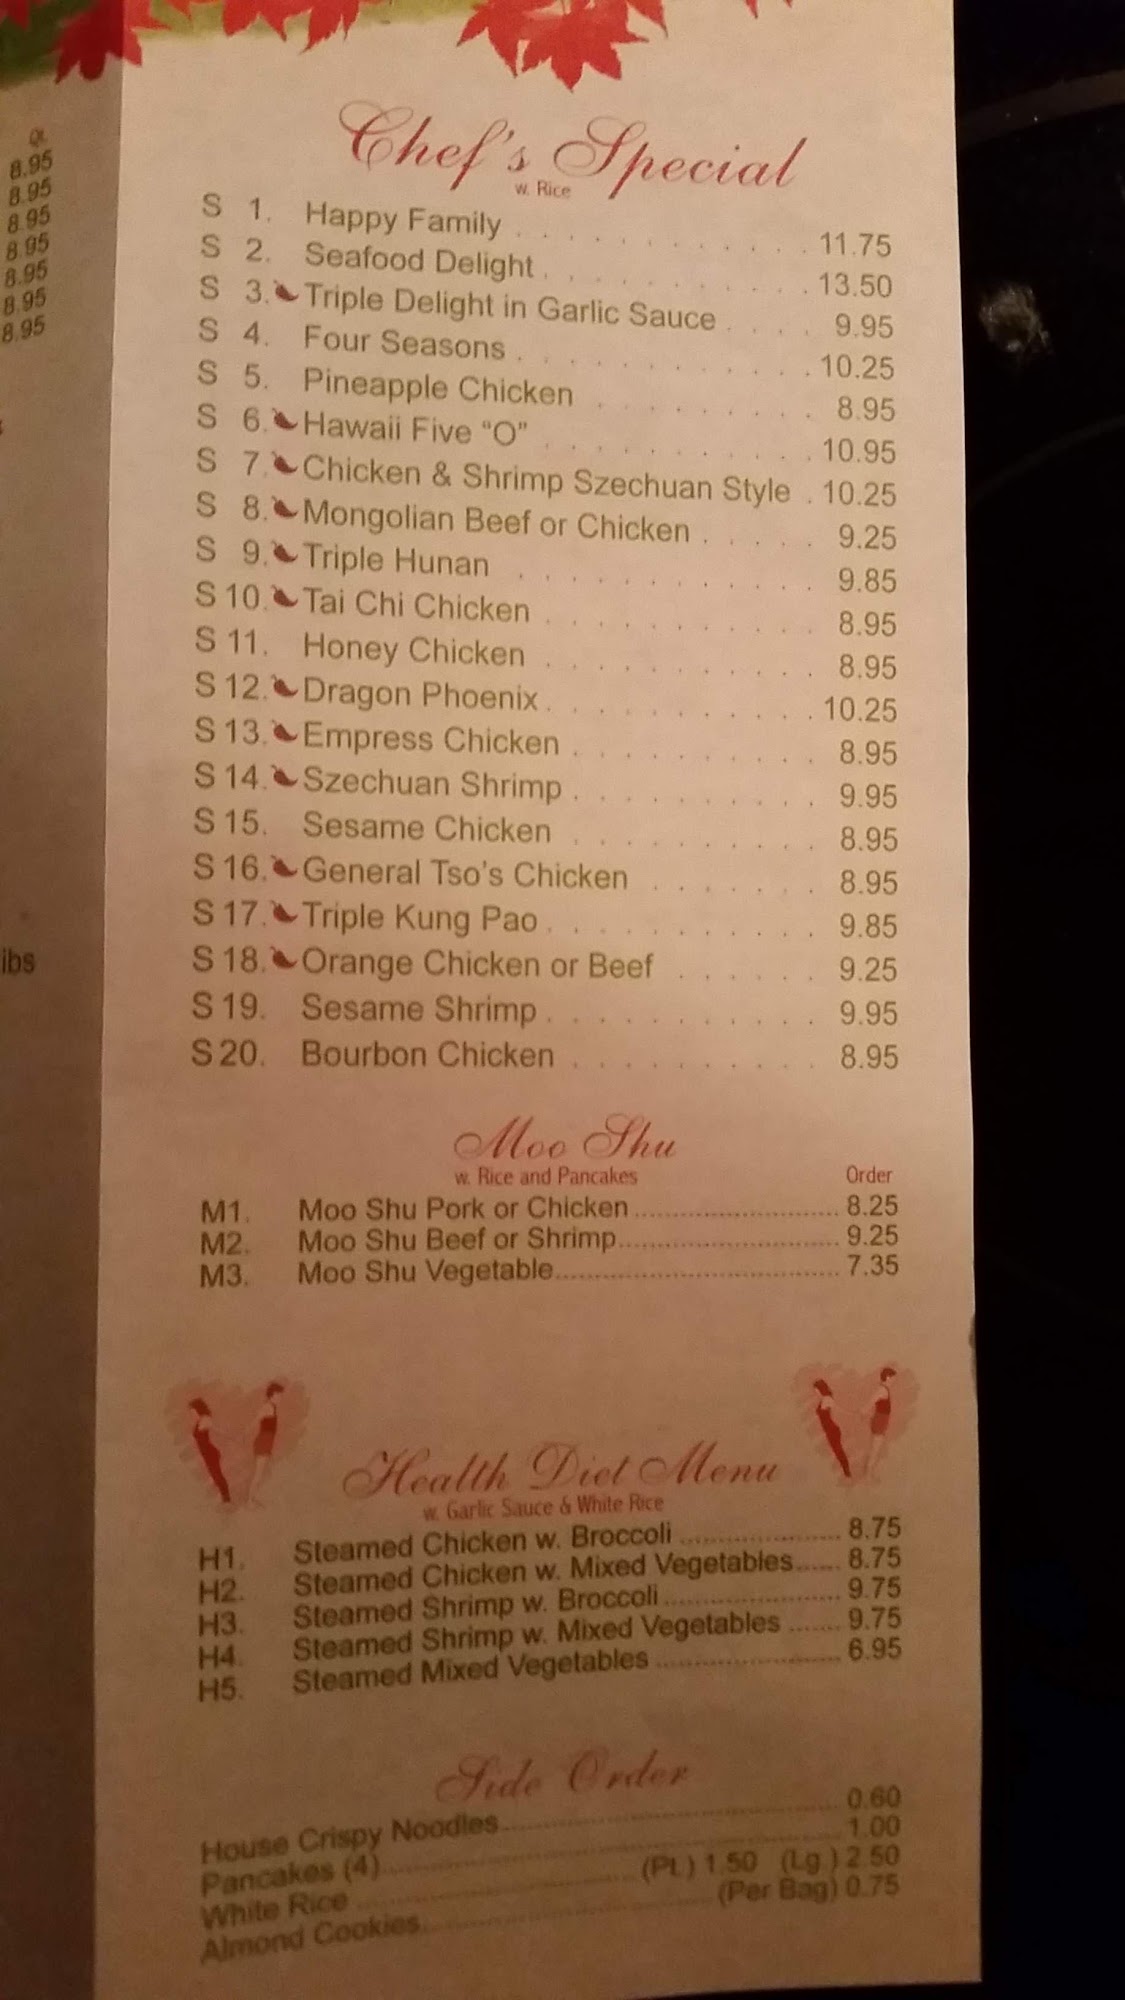 Qt.
8.95
8.95
8.95
8.95
8.95
8.95
8.95
ibs
Chef's Special
w. Rice
S 1. Happy Family 11.75
S 2. Seafood Delight 13.50
S 3. Triple Delight in Garlic Sauce 9.95
S 4. Four Seasons 10.25
S 5. Pineapple Chicken 8.95
S 6. Hawaii Five “O” 10.95
S 7. Chicken & Shrimp Szechuan Style 10.25
S 8. Mongolian Beef or Chicken 9.25
S 9. Triple Hunan 9.85
S 10. Tai Chi Chicken 8.95
S 11. Honey Chicken 8.95
S 12. Dragon Phoenix 10.25
S 13. Empress Chicken 8.95
S 14. Szechuan Shrimp 9.95
S 15. Sesame Chicken 8.95
S 16. General Tso's Chicken 8.95
S 17. Triple Kung Pao 9.85
S 18. Orange Chicken or Beef 9.25
S 19. Sesame Shrimp 9.95
S 20. Bourbon Chicken 8.95
Moo Shu
w. Rice and Pancakes Order
M1. Moo Shu Pork or Chicken 8.25
M2. Moo Shu Beef or Shrimp 9.25
M3. Moo Shu Vegetable 7.35
Health Diet Menu
w. Garlic Sauce & White Rice
H1. Steamed Chicken w. Broccoli 8.75
H2. Steamed Chicken w. Mixed Vegetables 8.75
H3. Steamed Shrimp w. Broccoli 9.75
H4. Steamed Shrimp w. Mixed Vegetables 9.75
H5. Steamed Mixed Vegetables 6.95
Side Order
House Crispy Noodles 0.60
Pancakes (4) 1.00
White Rice (Pt.) 1.50 (Lg.) 2.50
Almond Cookies (Per Bag) 0.75